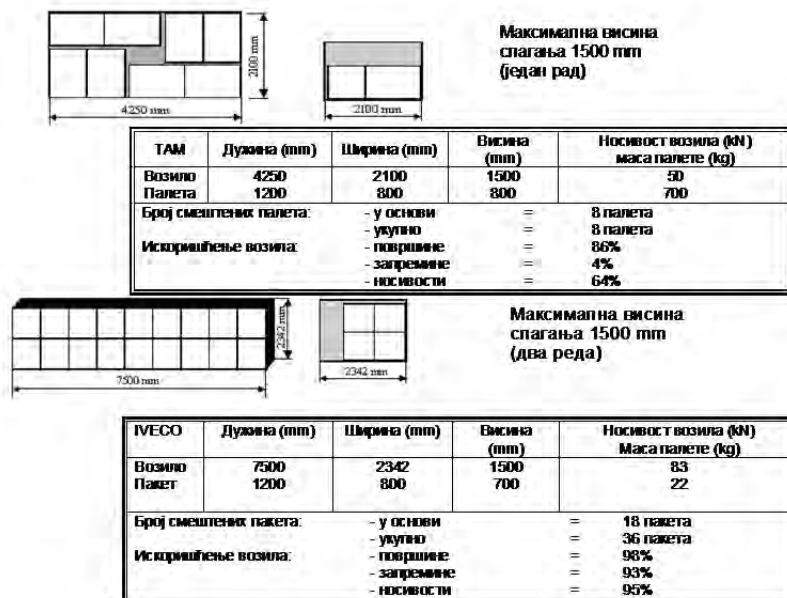 Максимална висина
слагања 1500 mm
(један рад)
2100 mm
4250 mm
2100 mm
ТАМ Дужина (mm) Ширина (mm) Висина (mm) Носивост возила (kN) маса палете (kg)
Возило 4250 2100 1500 50
Палета 1200 800 800 700
Број смештених палета: - у основи = 8 палета
- укупно = 8 палета
Искоришћење возила: - површине = 86%
- запремине = 4%
- носивости = 64%
Максимална висина
слагања 1500 mm
(два реда)
2342 mm
7500 mm
2342 mm
IVECO Дужина (mm) Ширина (mm) Висина (mm) Носивост возила (kN) Маса палете (kg)
Возило 7500 2342 1500 83
Пакет 1200 800 700 22
Број смештених пакета: - у основи = 18 пакета
- укупно = 36 пакета
Искоришћење возила: - површине = 98%
- запремине = 93%
- носивости = 95%